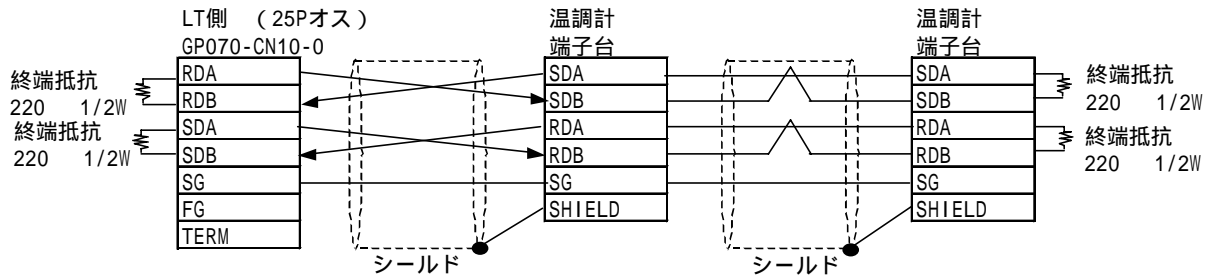 LT側 （25Pオス）
GP070-CN10-0
終端抵抗
220 1/2W
終端抵抗
220 1/2W
RDA
RDB
SDA
SDB
SG
FG
TERM
シールド
温調計
端子台
SDA
SDB
RDA
RDB
SG
SHIELD
シールド
温調計
端子台
SDA
SDB
RDA
RDB
SG
SHIELD
終端抵抗
220 1/2W
終端抵抗
220 1/2W